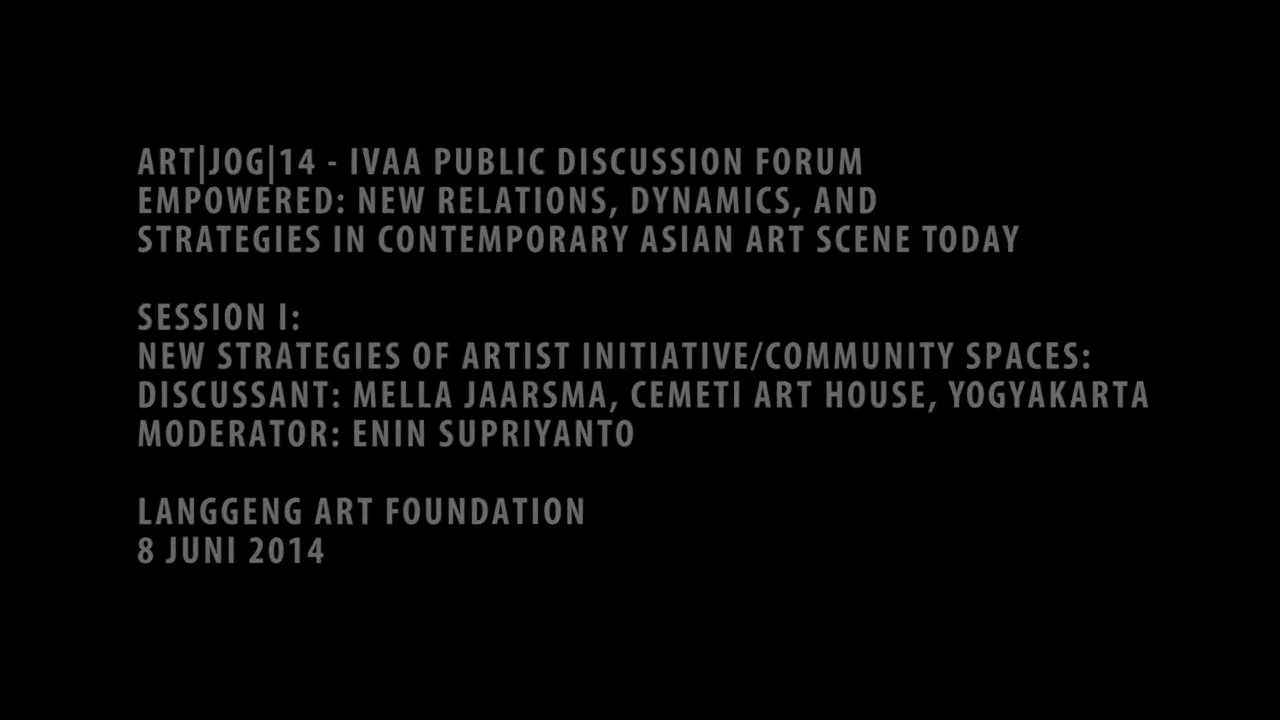 ART|JOG|14 - IVAA PUBLIC DISCUSSION FORUM
EMPOWERED: NEW RELATIONS, DYNAMICS, AND
STRATEGIES IN CONTEMPORARY ASIAN ART SCENE TODAY
SESSION I:
NEW STRATEGIES OF ARTIST INITIATIVE/COMMUNITY SPACES:
DISCUSSANT: MELLA JAARSMA, CEMETI ART HOUSE, YOGYAKARTA
MODERATOR: ENIN SUPRIYANTO
LANGGENG ART FOUNDATION
8 JUNI 2014